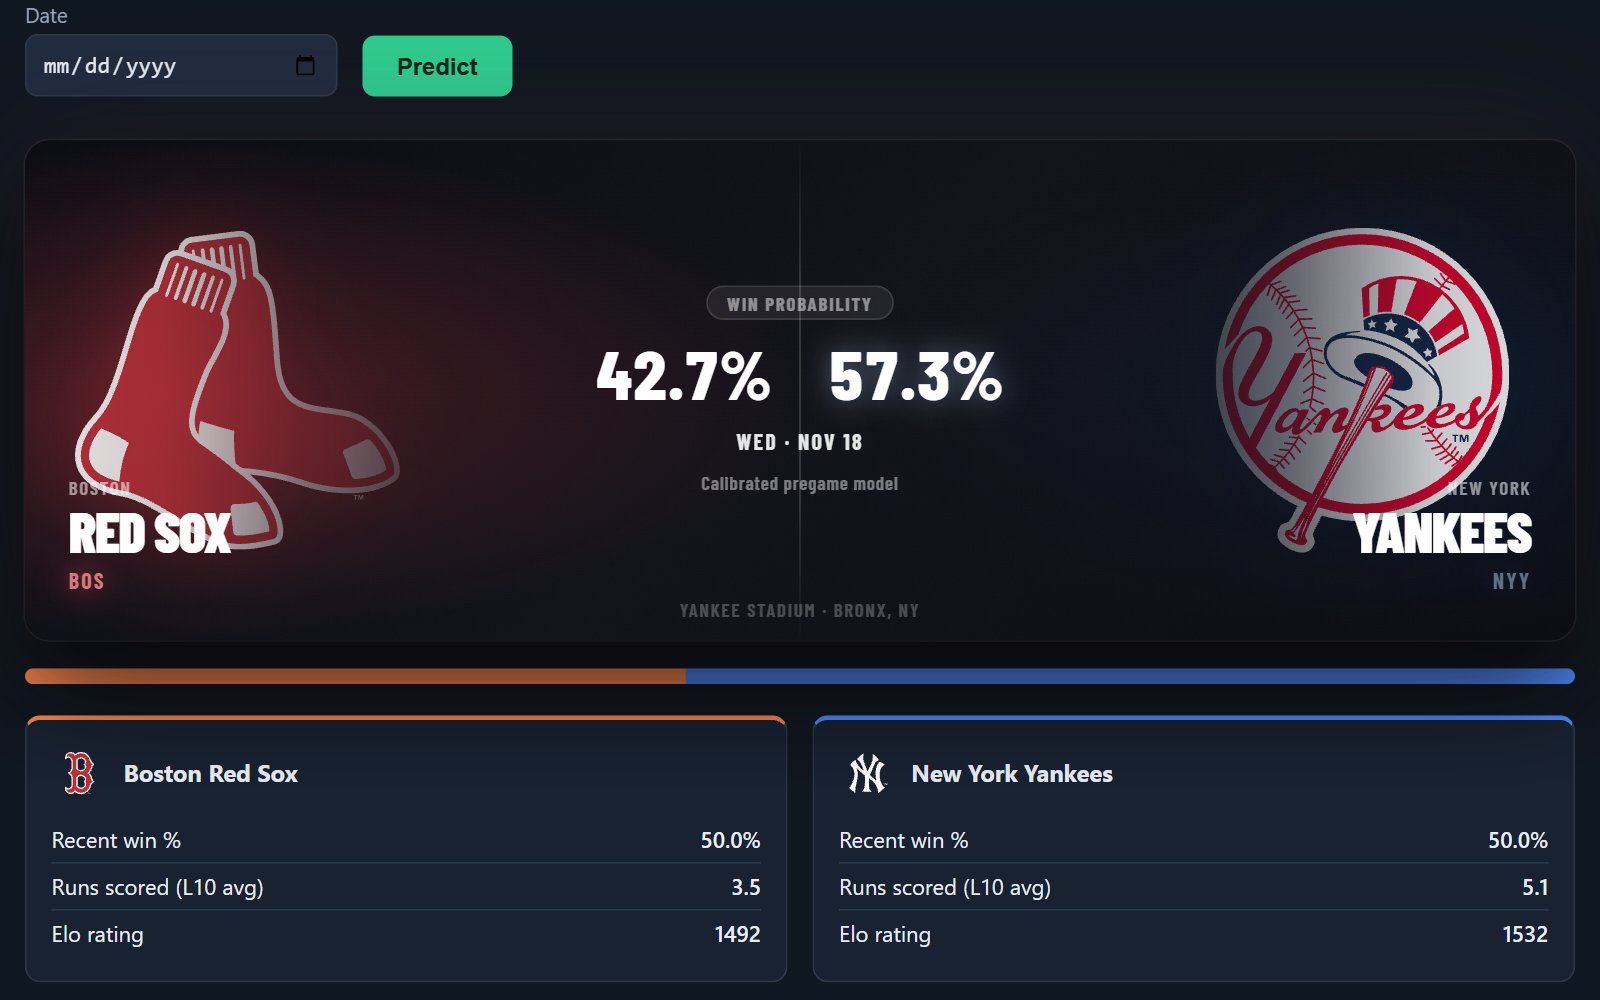 Date
mm/dd/yyyy
Predict
WIN PROBABILITY
42.7% 57.3%
WED · NOV 18
Calibrated pregame model
Yankees
TM
TM
BOSTON
RED SOX
BOS
NEW YORK
YANKEES
NYY
YANKEE STADIUM · BRONX, NY
B Boston Red Sox
Recent win % 50.0%
Runs scored (L10 avg) 3.5
Elo rating 1492
NY New York Yankees
Recent win % 50.0%
Runs scored (L10 avg) 5.1
Elo rating 1532